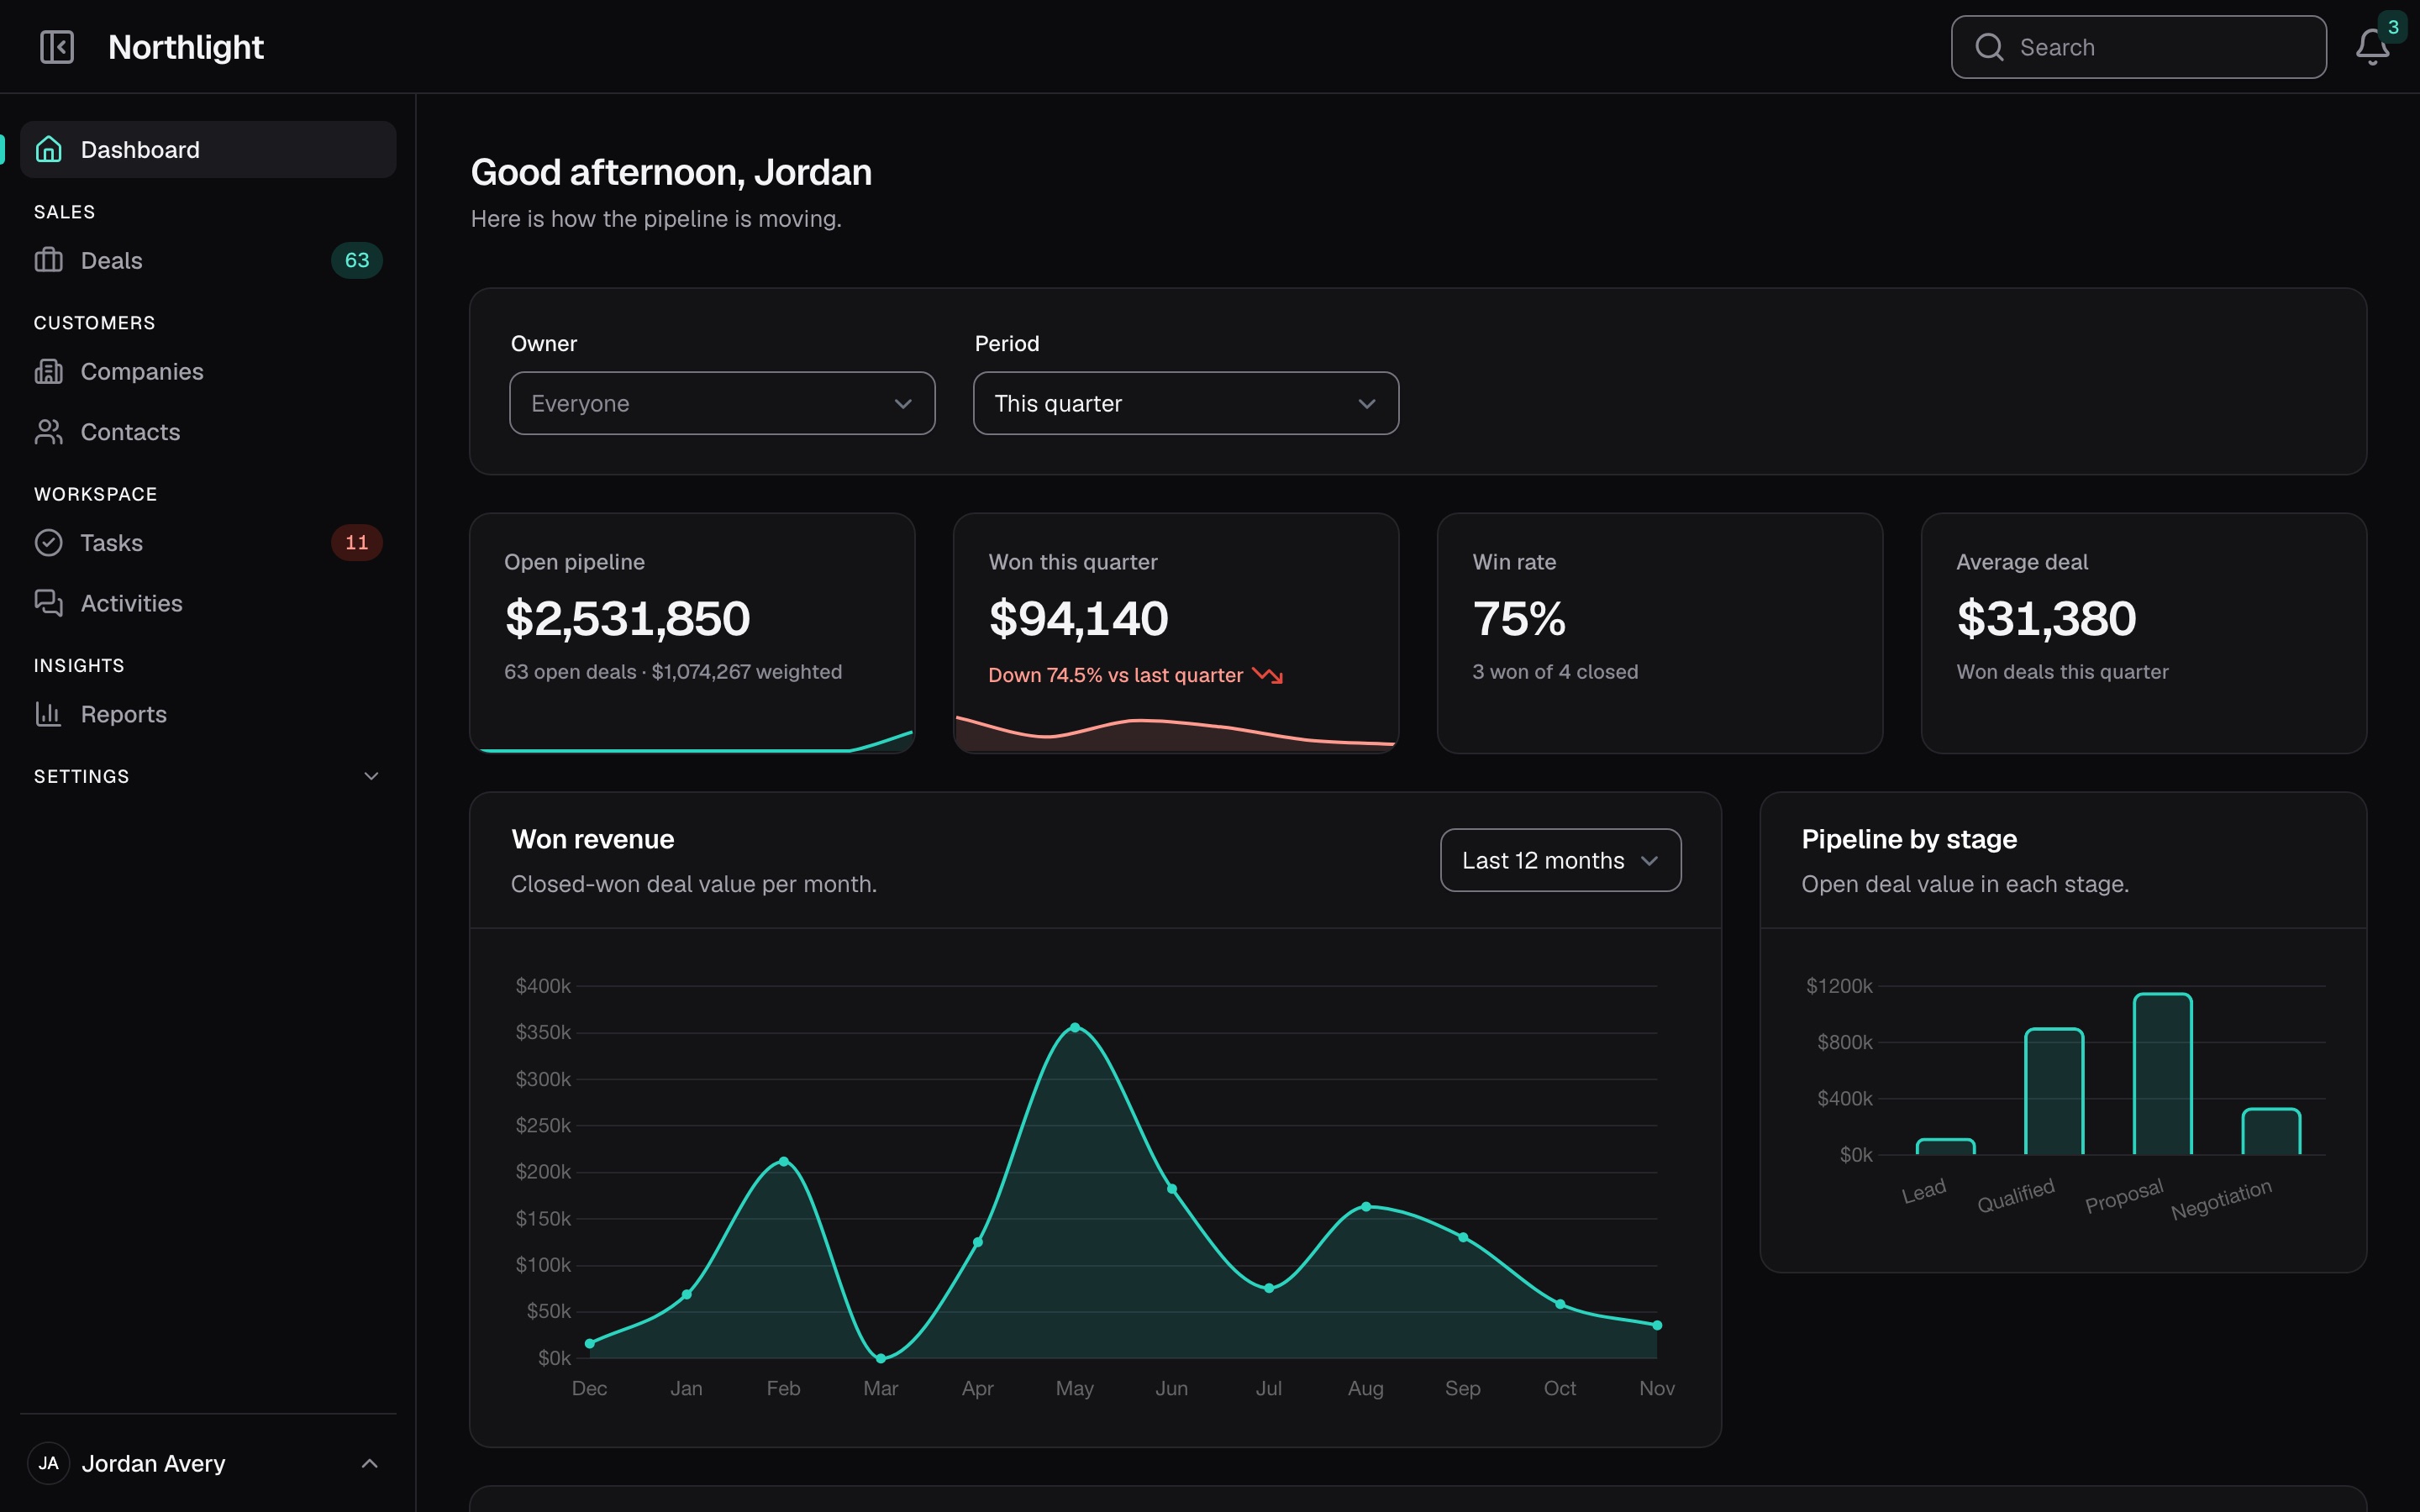 Northlight
Search
3
Dashboard
SALES
Deals
63
CUSTOMERS
Companies
Contacts
WORKSPACE
Tasks
11
Activities
INSIGHTS
Reports
SETTINGS
JA
Jordan Avery
Good afternoon, Jordan
Here is how the pipeline is moving.
Owner
Everyone
Period
This quarter
Open pipeline
$2,531,850
63 open deals · $1,074,267 weighted
Won this quarter
$94,140
Down 74.5% vs last quarter
Win rate
75%
3 won of 4 closed
Average deal
$31,380
Won deals this quarter
Won revenue
Closed-won deal value per month.
Last 12 months
$400k
$350k
$300k
$250k
$200k
$150k
$100k
$50k
$0k
Dec Jan Feb Mar Apr May Jun Jul Aug Sep Oct Nov
Pipeline by stage
Open deal value in each stage.
$1200k
$800k
$400k
$0k
Lead Qualified Proposal Negotiation